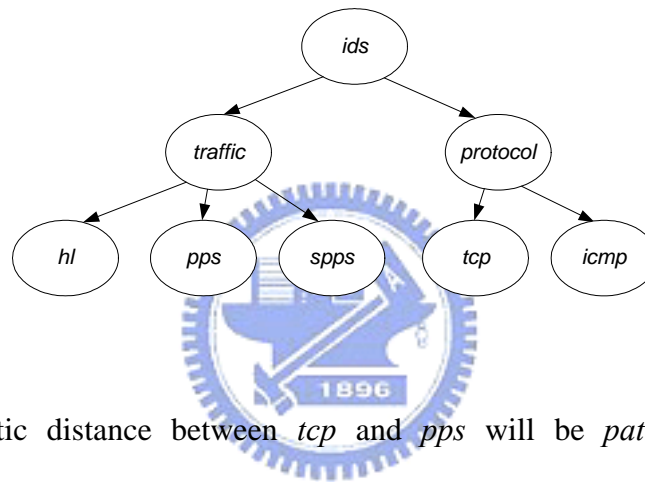 ids
traffic protocol
hl pps spps tcp icmp
1896
tic distance between tcp and pps will be pat